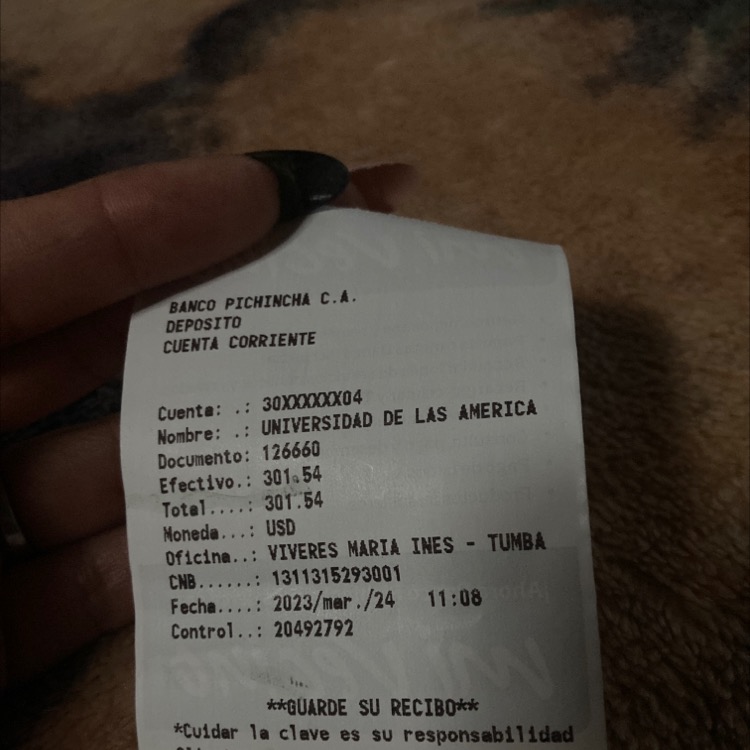 BANCO PICHINCHA C.A.
DEPOSITO
CUENTA CORRIENTE
Cuenta: .: 30XXXXXX04
Nombre: .: UNIVERSIDAD DE LAS AMERICA
Documento: 126660
Efectivo.: 301.54
Total....: 301.54
Moneda...: USD
Oficina..: VIVERES MARIA INES - TUMBA
CNB......: 1311315293001
Fecha....: 2023/mar./24 11:08
Control..: 20492792
**GUARDE SU RECIBO**
*Cuidar la clave es su responsabilidad